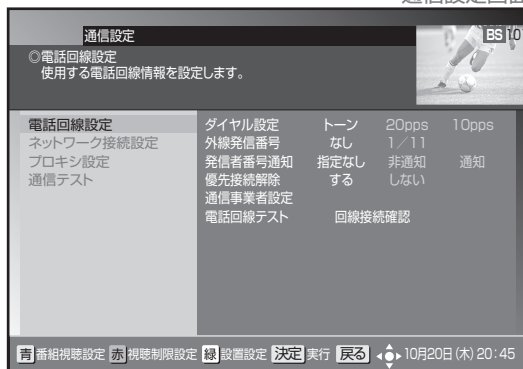 通信設定
BS 10
◎電話回線設定
使用する電話回線情報を設定します。
電話回線設定
ネットワーク接続設定
プロキシ設定
通信テスト
ダイヤル設定 トーン 20pps 10pps
外線発信番号 なし 1／11
発信者番号通知 指定なし 非通知 通知
優先接続解除 する しない
通信事業者設定
電話回線テスト 回線接続確認
青 番組視聴設定 赤 視聴制限設定 緑 設置設定 決定 実行 戻る 10月20日(木)20:45